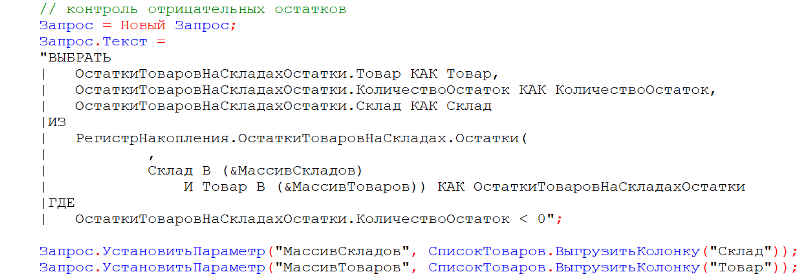 // контроль отрицательных остатков
Запрос = Новый Запрос;
Запрос.Текст =
"ВЫБРАТЬ
|   ОстаткиТоваровНаСкладахОстатки.Товар КАК Товар,
|   ОстаткиТоваровНаСкладахОстатки.КоличествоОстаток КАК КоличествоОстаток,
|   ОстаткиТоваровНаСкладахОстатки.Склад КАК Склад
|ИЗ
|   РегистрНакопления.ОстаткиТоваровНаСкладах.Остатки(
|           ,
|           Склад В (&МассивСкладов)
|               И Товар В (&МассивТоваров)) КАК ОстаткиТоваровНаСкладахОстатки
|ГДЕ
|   ОстаткиТоваровНаСкладахОстатки.КоличествоОстаток < 0";
Запрос.УстановитьПараметр("МассивСкладов", СписокТоваров.ВыгрузитьКолонку("Склад"));
Запрос.УстановитьПараметр("МассивТоваров", СписокТоваров.ВыгрузитьКолонку("Товар"));